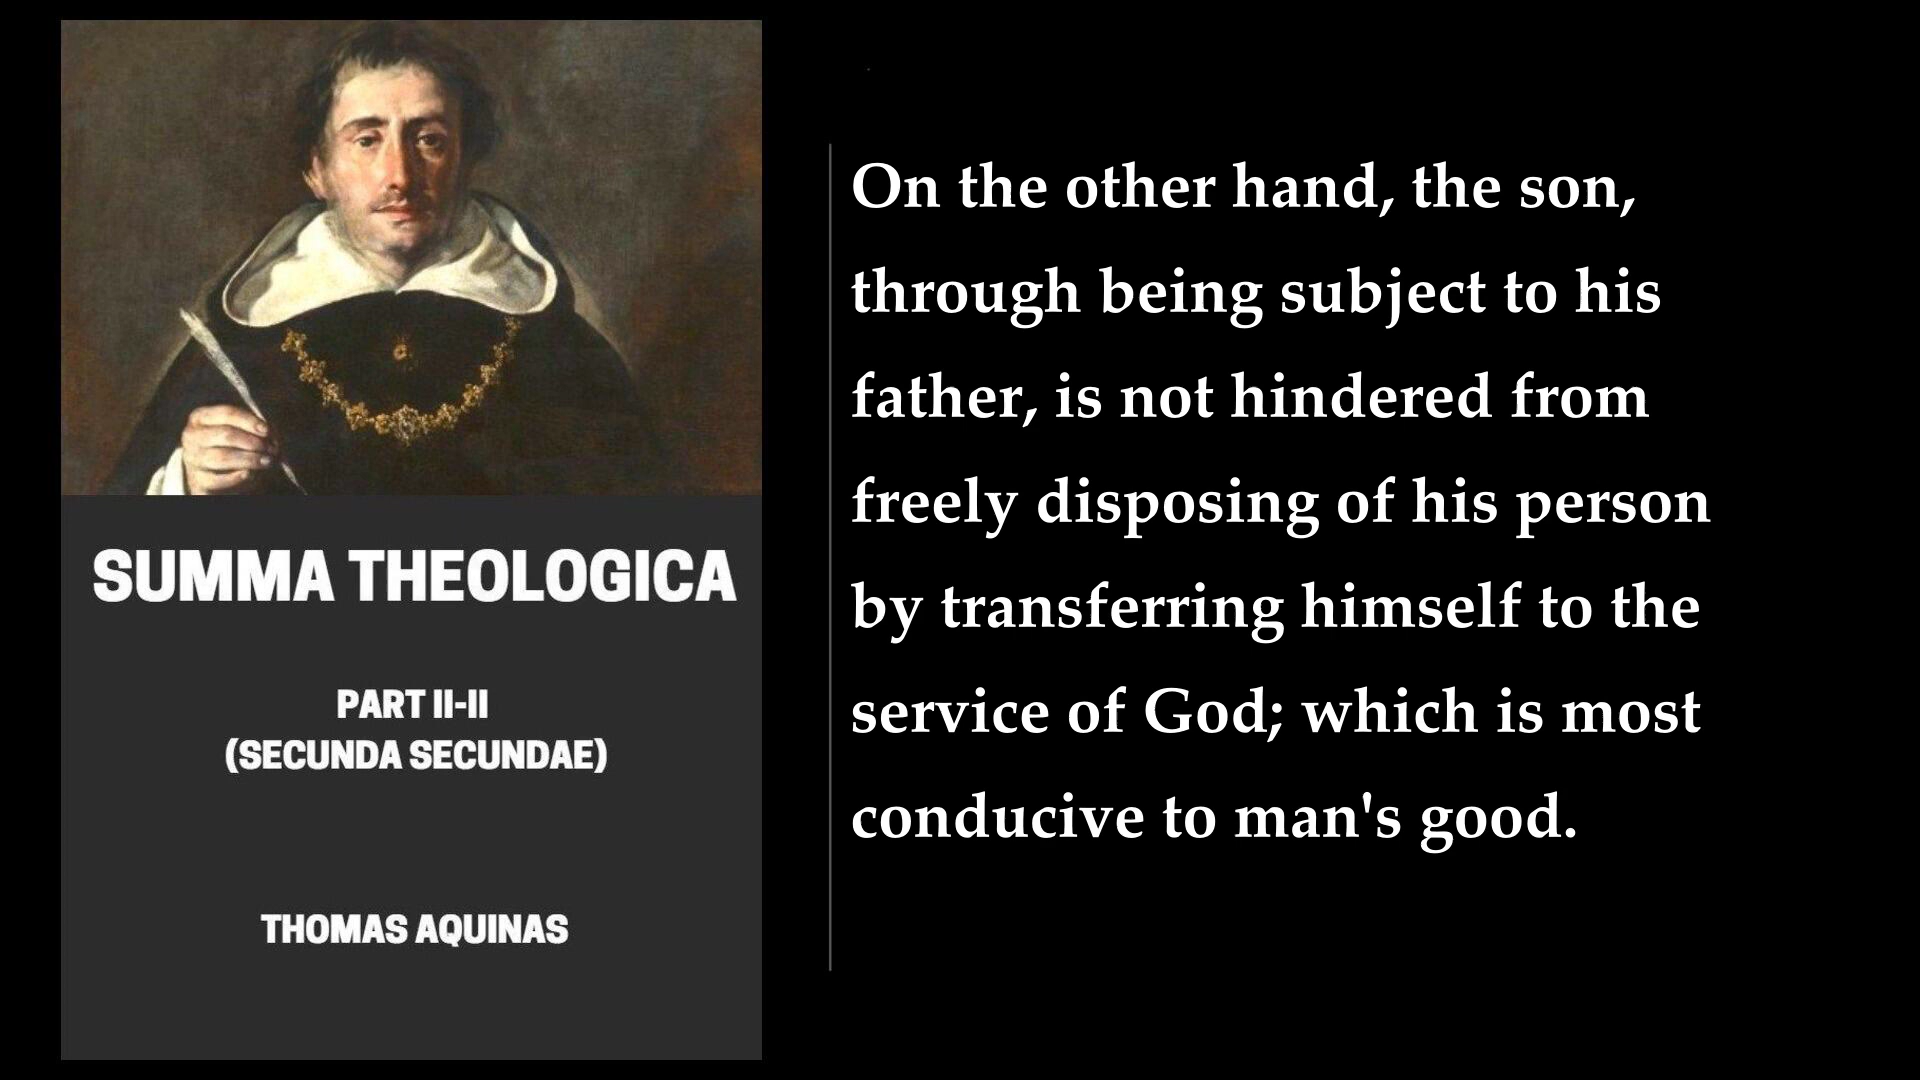 SUMMA THEOLOGICA
PART II-II
(SECUNDA SECUNDAE)
THOMAS AQUINAS
On the other hand, the son,
through being subject to his
father, is not hindered from
freely disposing of his person
by transferring himself to the
service of God; which is most
conducive to man's good.